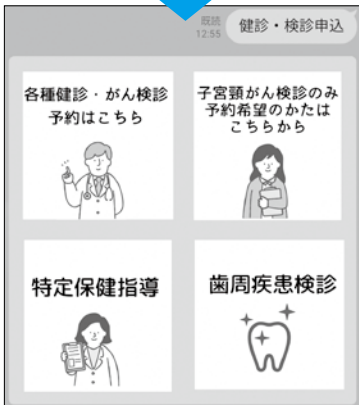 既読
12:55
健診・検診申込
各種健診・がん検診
予約はこちら
子宮頸がん検診のみ
予約希望のかたは
こちらから
特定保健指導
歯周疾患検診